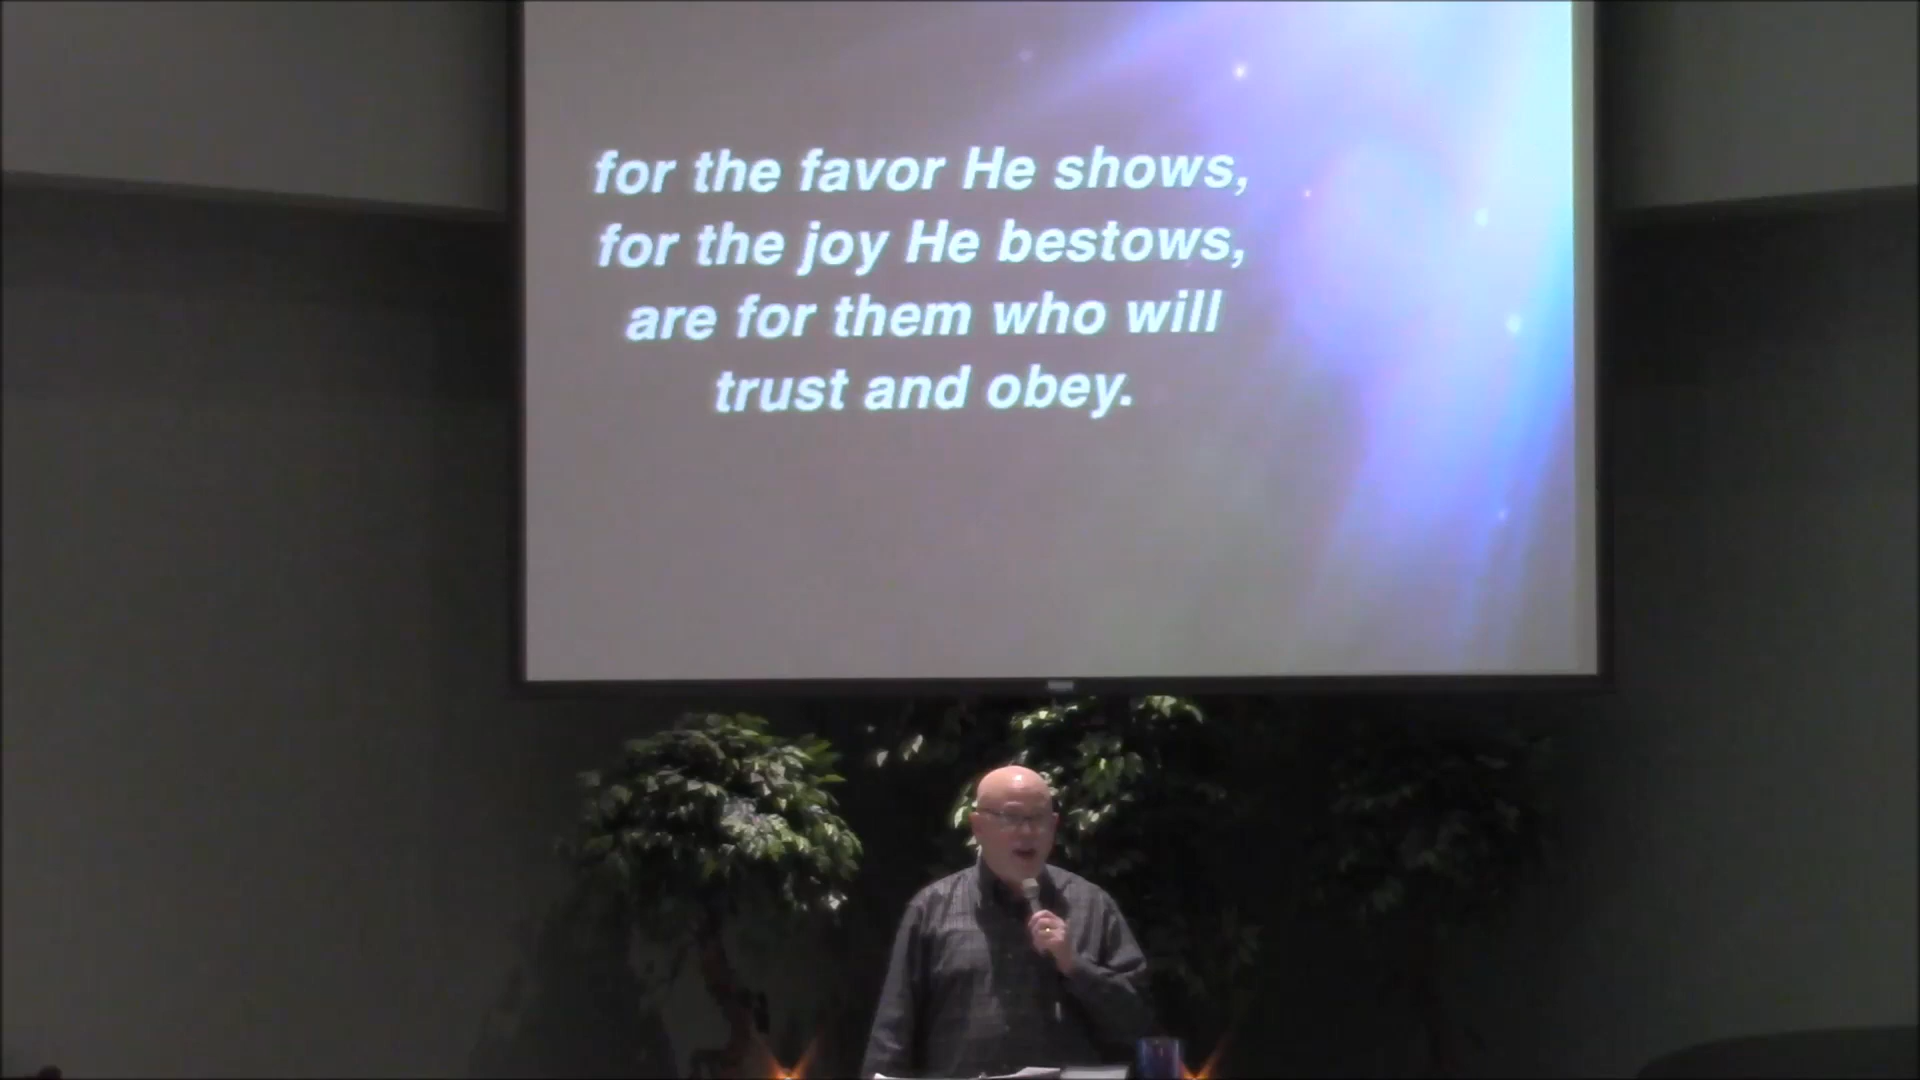 for the favor He shows,
for the joy He bestows,
are for them who will
trust and obey.